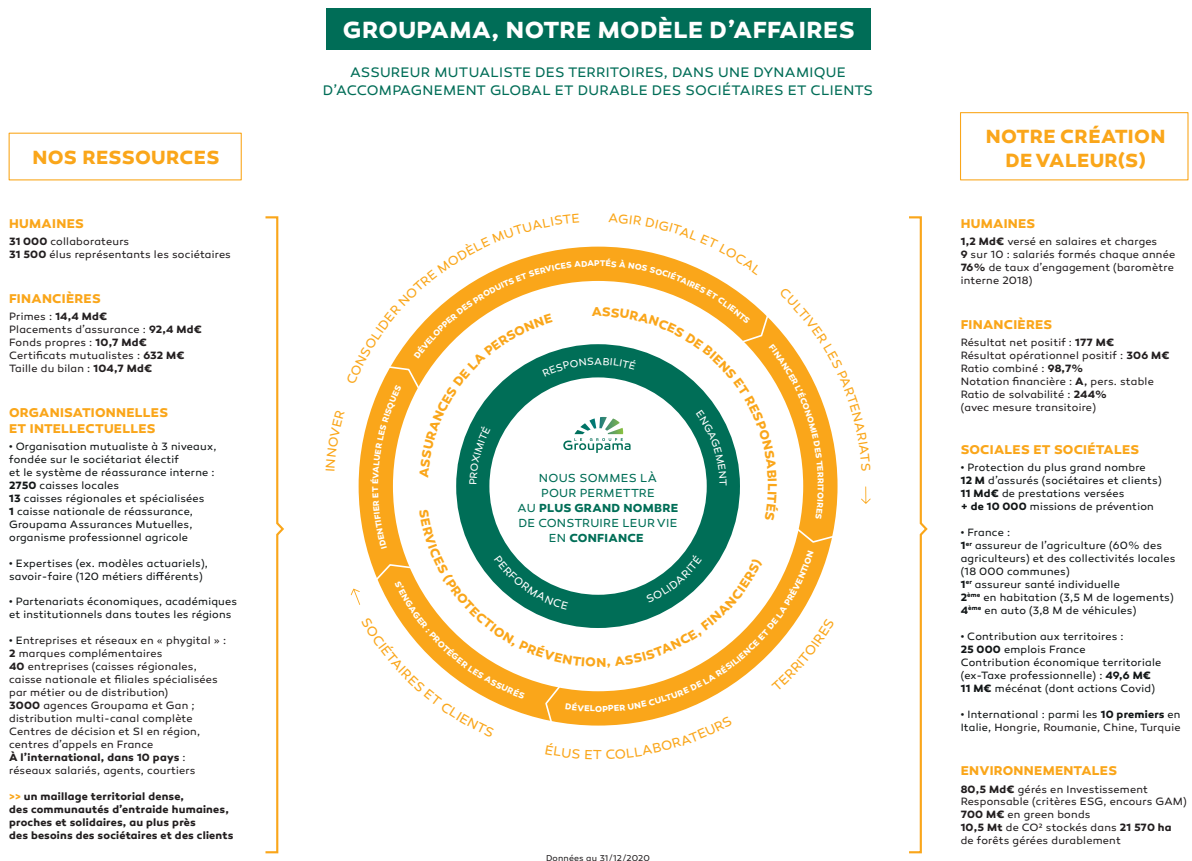 GROUPAMA, NOTRE MODÈLE D’AFFAIRES
ASSUREUR MUTUALISTE DES TERRITOIRES, DANS UNE DYNAMIQUE
D’ACCOMPAGNEMENT GLOBAL ET DURABLE DES SOCIÉTAIRES ET CLIENTS
NOS RESSOURCES
HUMAINES
31 000 collaborateurs
31 500 élus représentants les sociétaires
FINANCIÈRES
Primes : 14,4 Md€
Placements d’assurance : 92,4 Md€
Fonds propres : 10,7 Md€
Certificats mutualistes : 632 M€
Taille du bilan : 104,7 Md€
ORGANISATIONNELLES
ET INTELLECTUELLES
• Organisation mutualiste à 3 niveaux,
fondée sur le sociétariat électif
et le système de réassurance interne :
2750 caisses locales
13 caisses régionales et spécialisées
1 caisse nationale de réassurance,
Groupama Assurances Mutuelles,
organisme professionnel agricole
• Expertises (ex. modèles actuariels),
savoir-faire (120 métiers différents)
• Partenariats économiques, académiques
et institutionnels dans toutes les régions
• Entreprises et réseaux en « phygital » :
2 marques complémentaires
40 entreprises (caisses régionales,
caisse nationale et filiales spécialisées
par métier ou de distribution)
3000 agences Groupama et Gan ;
distribution multi-canal complète
Centres de décision et SI en région,
centres d’appels en France
À l’international, dans 10 pays :
réseaux salariés, agents, courtiers
>> un maillage territorial dense,
des communautés d’entraide humaines,
proches et solidaires, au plus près
des besoins des sociétaires et des clients
INNOVER
CONSOLIDER NOTRE MODÈLE MUTUALISTE
AGIR DIGITAL ET LOCAL
CULTIVER LES PARTENARIATS →
← SOCIÉTAIRES ET CLIENTS
ÉLUS ET COLLABORATEURS
TERRITOIRES
IDENTIFIER ET ÉVALUER LES RISQUES
DÉVELOPPER DES PRODUITS ET SERVICES ADAPTÉS À NOS SOCIÉTAIRES ET CLIENTS
FINANCER L’ÉCONOMIE DES TERRITOIRES
DÉVELOPPER UNE CULTURE DE LA RÉSILIENCE ET DE LA PRÉVENTION
S’ENGAGER : PROTÉGER LES ASSURÉS
ASSURANCES DE LA PERSONNE
ASSURANCES DE BIENS ET RESPONSABILITÉS
SERVICES (PROTECTION, PRÉVENTION, ASSISTANCE, FINANCIERS)
RESPONSABILITÉ
ENGAGEMENT
SOLIDARITÉ
PERFORMANCE
PROXIMITÉ
LE GROUPE
Groupama
NOUS SOMMES LÀ
POUR PERMETTRE
AU PLUS GRAND NOMBRE
DE CONSTRUIRE LEUR VIE
EN CONFIANCE
NOTRE CRÉATION
DE VALEUR(S)
HUMAINES
1,2 Md€ versé en salaires et charges
9 sur 10 : salariés formés chaque année
76% de taux d’engagement (baromètre
interne 2018)
FINANCIÈRES
Résultat net positif : 177 M€
Résultat opérationnel positif : 306 M€
Ratio combiné : 98,7%
Notation financière : A, pers. stable
Ratio de solvabilité : 244%
(avec mesure transitoire)
SOCIALES ET SOCIÉTALES
• Protection du plus grand nombre
12 M d’assurés (sociétaires et clients)
11 Md€ de prestations versées
+ de 10 000 missions de prévention
• France :
1er assureur de l’agriculture (60% des
agriculteurs) et des collectivités locales
(18 000 communes)
1er assureur santé individuelle
2ème en habitation (3,5 M de logements)
4ème en auto (3,8 M de véhicules)
• Contribution aux territoires :
25 000 emplois France
Contribution économique territoriale
(ex-Taxe professionnelle) : 49,6 M€
11 M€ mécénat (dont actions Covid)
• International : parmi les 10 premiers en
Italie, Hongrie, Roumanie, Chine, Turquie
ENVIRONNEMENTALES
80,5 Md€ gérés en Investissement
Responsable (critères ESG, encours GAM)
700 M€ en green bonds
10,5 Mt de CO² stockés dans 21 570 ha
de forêts gérées durablement
Données au 31/12/2020